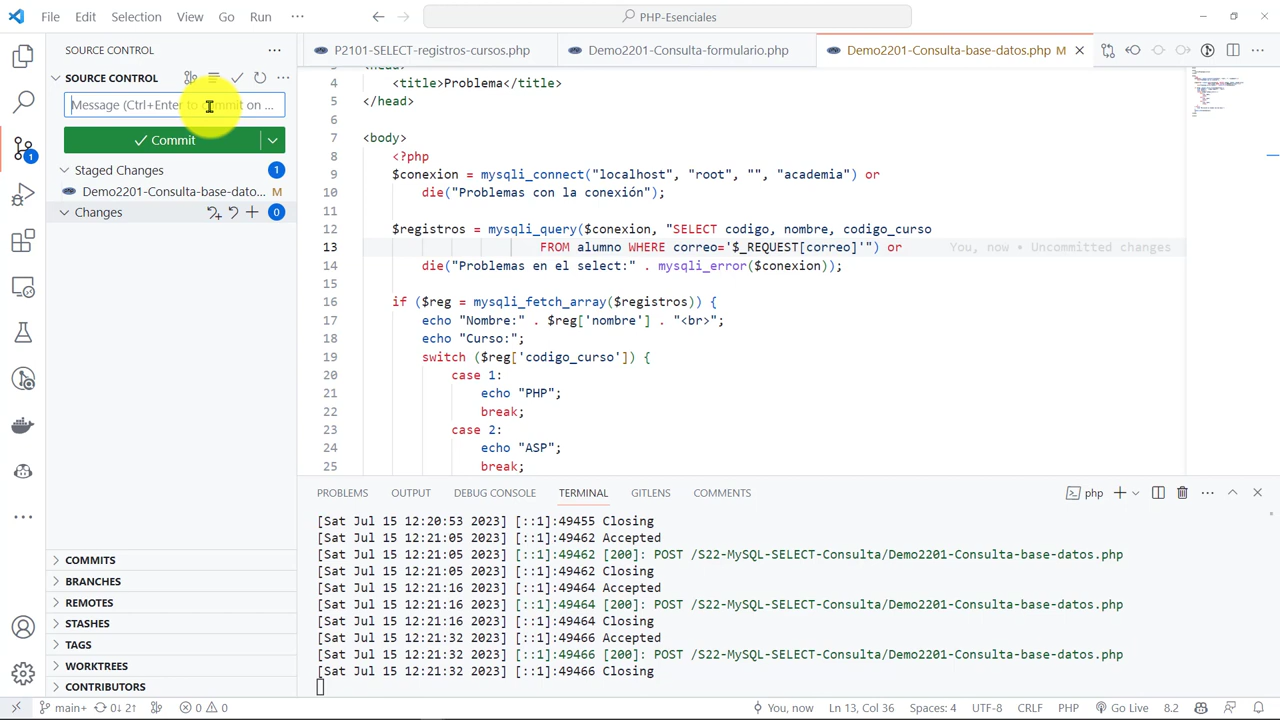 File Edit Selection View Go Run ··· PHP-Esenciales
SOURCE CONTROL ···
P2101-SELECT-registros-cursos.php Demo2201-Consulta-formulario.php Demo2201-Consulta-base-datos.php M
SOURCE CONTROL
Message (Ctrl+Enter to commit on ...
Commit
Staged Changes 1
Demo2201-Consulta-base-dato... M
Changes 0
1
COMMITS
BRANCHES
REMOTES
STASHES
TAGS
WORKTREES
CONTRIBUTORS
<head>
4 <title>Problema</title>
5 </head>
6
7 <body>
8 <?php
9 $conexion = mysqli_connect("localhost", "root", "", "academia") or
10 die("Problemas con la conexión");
11
12 $registros = mysqli_query($conexion, "SELECT codigo, nombre, codigo_curso
13 FROM alumno WHERE correo='$_REQUEST[correo]'") or You, now • Uncommitted changes
14 die("Problemas en el select:" . mysqli_error($conexion));
15
16 if ($reg = mysqli_fetch_array($registros)) {
17 echo "Nombre:" . $reg['nombre'] . "<br>";
18 echo "Curso:";
19 switch ($reg['codigo_curso']) {
20 case 1:
21 echo "PHP";
22 break;
23 case 2:
24 echo "ASP";
25 break;
PROBLEMS OUTPUT DEBUG CONSOLE TERMINAL GITLENS COMMENTS php
[Sat Jul 15 12:20:53 2023] [::1]:49455 Closing
[Sat Jul 15 12:21:05 2023] [::1]:49462 Accepted
[Sat Jul 15 12:21:05 2023] [::1]:49462 [200]: POST /S22-MySQL-SELECT-Consulta/Demo2201-Consulta-base-datos.php
[Sat Jul 15 12:21:05 2023] [::1]:49462 Closing
[Sat Jul 15 12:21:16 2023] [::1]:49464 Accepted
[Sat Jul 15 12:21:16 2023] [::1]:49464 [200]: POST /S22-MySQL-SELECT-Consulta/Demo2201-Consulta-base-datos.php
[Sat Jul 15 12:21:16 2023] [::1]:49464 Closing
[Sat Jul 15 12:21:32 2023] [::1]:49466 Accepted
[Sat Jul 15 12:21:32 2023] [::1]:49466 [200]: POST /S22-MySQL-SELECT-Consulta/Demo2201-Consulta-base-datos.php
[Sat Jul 15 12:21:32 2023] [::1]:49466 Closing
main+ 0↓ 2↑ 0 0 You, now Ln 13, Col 36 Spaces: 4 UTF-8 CRLF PHP Go Live 8.2